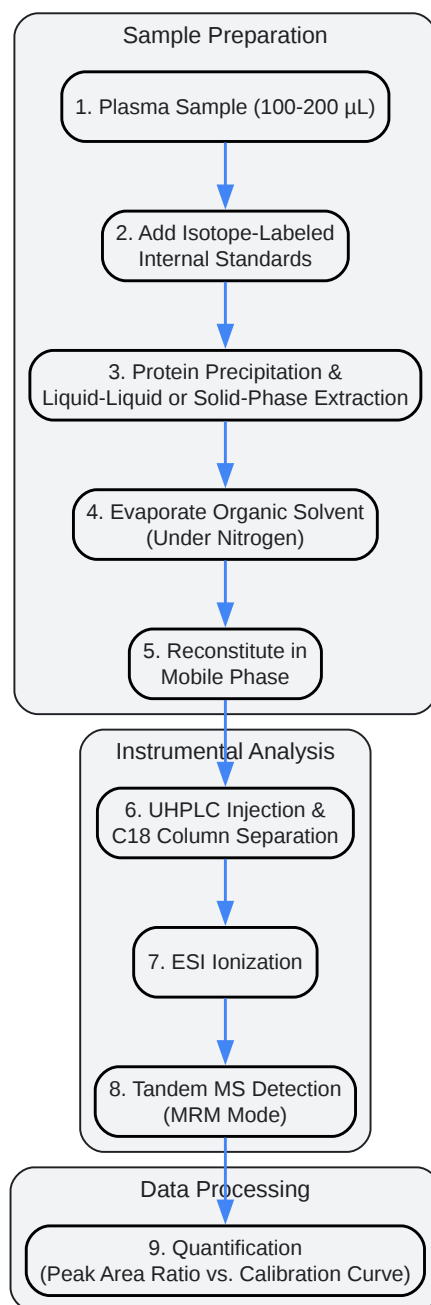 Sample Preparation
1. Plasma Sample (100-200 µL)
2. Add Isotope-Labeled
Internal Standards
3. Protein Precipitation &
Liquid-Liquid or Solid-Phase Extraction
4. Evaporate Organic Solvent
(Under Nitrogen)
5. Reconstitute in
Mobile Phase
Instrumental Analysis
6. UHPLC Injection &
C18 Column Separation
7. ESI Ionization
8. Tandem MS Detection
(MRM Mode)
Data Processing
9. Quantification
(Peak Area Ratio vs. Calibration Curve)